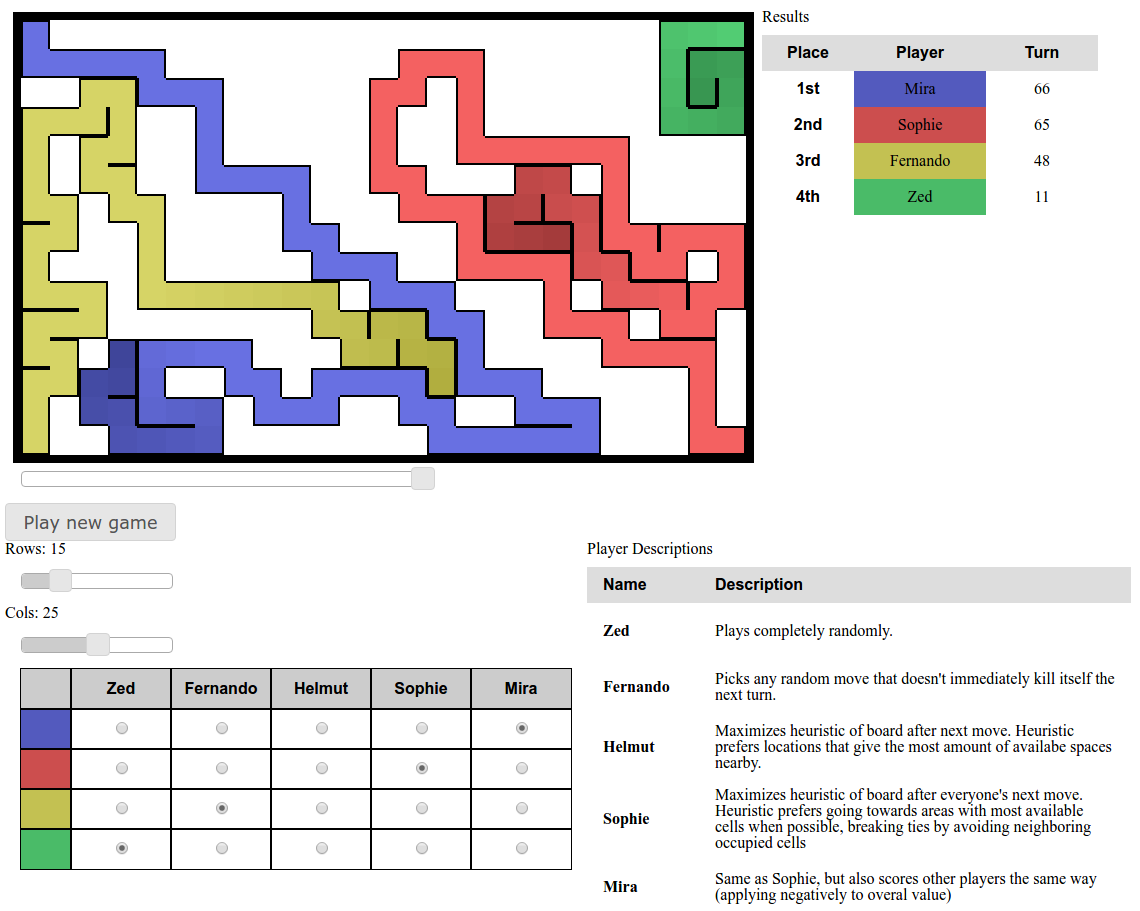 Results
Place Player Turn
1st Mira 66
2nd Sophie 65
3rd Fernando 48
4th Zed 11
Play new game
Rows: 15
Cols: 25
Zed Fernando Helmut Sophie Mira
Player Descriptions
Name Description
Zed Plays completely randomly.
Fernando Picks any random move that doesn't immediately kill itself the
next turn.
Helmut Maximizes heuristic of board after next move. Heuristic
prefers locations that give the most amount of availabe spaces
nearby.
Sophie Maximizes heuristic of board after everyone's next move.
Heuristic prefers going towards areas with most available
cells when possible, breaking ties by avoiding neighboring
occupied cells
Mira Same as Sophie, but also scores other players the same way
(applying negatively to overal value)